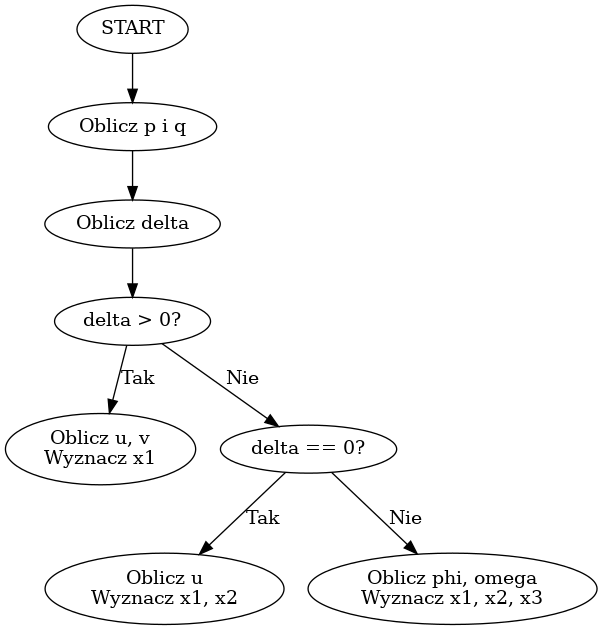 START
Oblicz p i q
Oblicz delta
delta > 0?
Tak
Nie
Oblicz u, v
Wyznacz x1
delta == 0?
Tak
Nie
Oblicz u
Wyznacz x1, x2
Oblicz phi, omega
Wyznacz x1, x2, x3